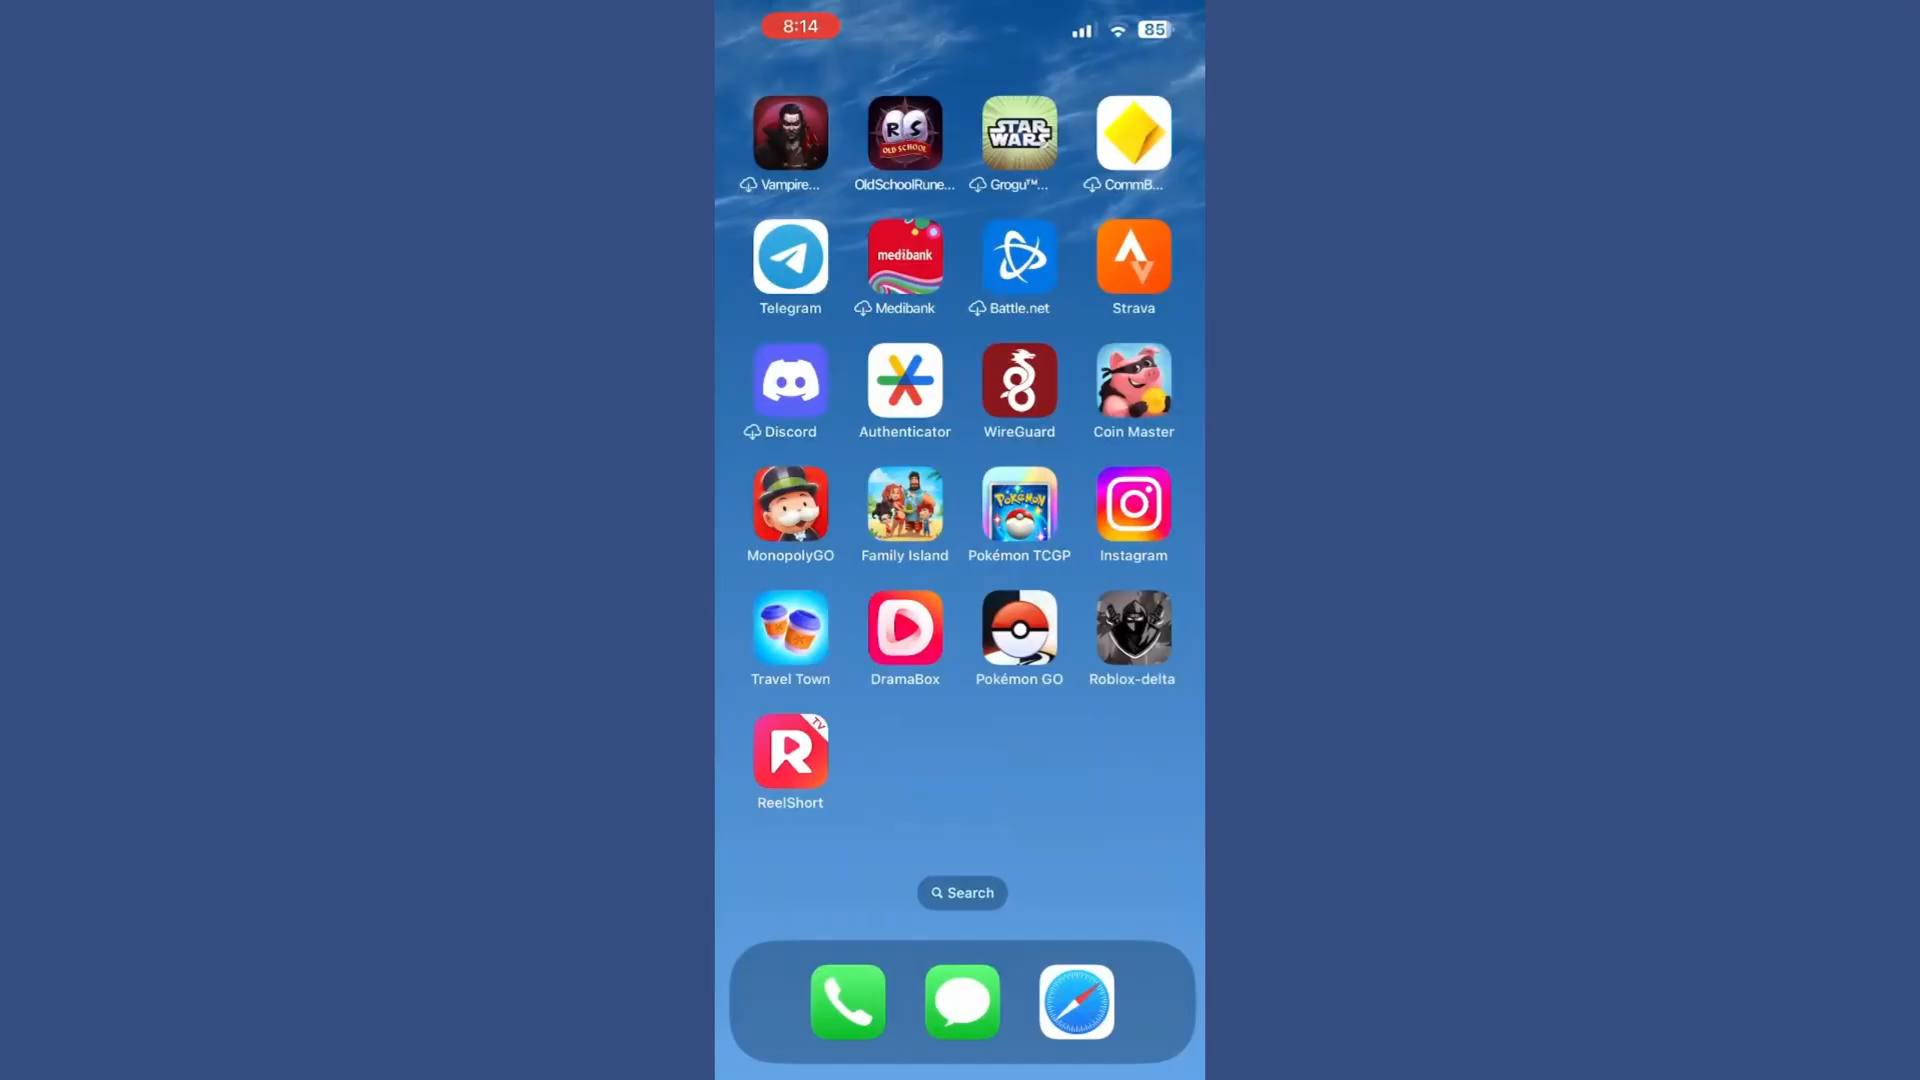 8:14
85
RS
OLD SCHOOL
STAR
WARS
Vampire...
OldSchoolRune...
Grogu™...
CommB...
medibank
Telegram
Medibank
Battle.net
Strava
Discord
Authenticator
WireGuard
Coin Master
POKéMON
MonopolyGO
Family Island
Pokémon TCGP
Instagram
Travel Town
DramaBox
Pokémon GO
Roblox-delta
R
TV
ReelShort
Search